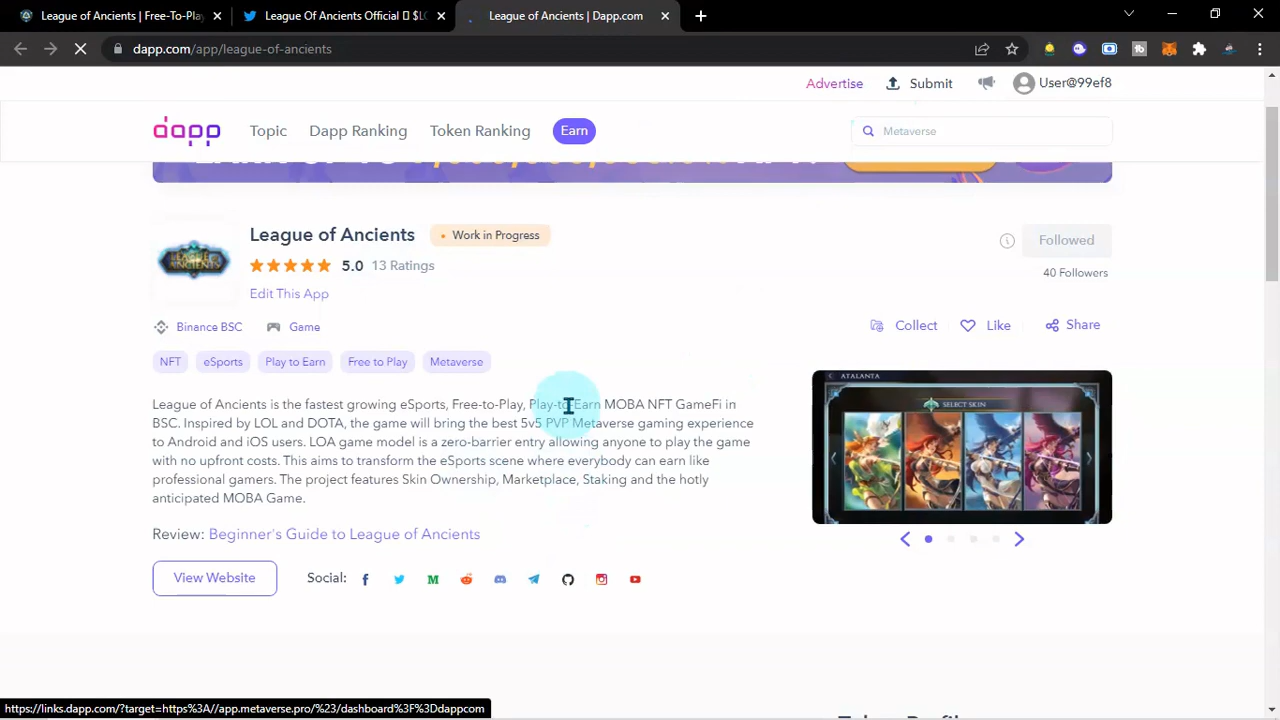 League of Ancients | Free-To-Play
League Of Ancients Official
League of Ancients | Dapp.com
dapp.com/app/league-of-ancients
Advertise
Submit
User@99ef8
dapp
Topic
Dapp Ranking
Token Ranking
Earn
Metaverse
League of Ancients
Work in Progress
Followed
5.0
13 Ratings
40 Followers
Edit This App
Binance BSC
Game
Collect
Like
Share
NFT
eSports
Play to Earn
Free to Play
Metaverse
League of Ancients is the fastest growing eSports, Free-to-Play, Play-to-Earn MOBA NFT GameFi in
BSC. Inspired by LOL and DOTA, the game will bring the best 5v5 PVP Metaverse gaming experience
to Android and iOS users. LOA game model is a zero-barrier entry allowing anyone to play the game
with no upfront costs. This aims to transform the eSports scene where everybody can earn like
professional gamers. The project features Skin Ownership, Marketplace, Staking and the hotly
anticipated MOBA Game.
ATALANTA
SELECT SKIN
Review: Beginner's Guide to League of Ancients
View Website
Social:
https://links.dapp.com/?target=https%3A//app.metaverse.pro/%23/dashboard%3F%3Ddappcom